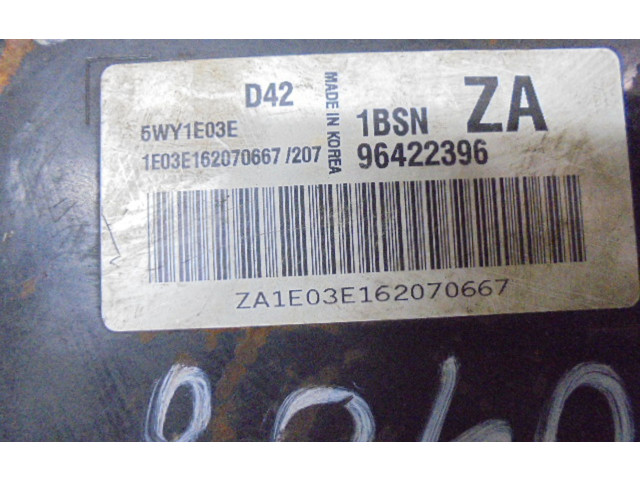 D42
5WY1E03E
1E03E162070667 /207
MADE IN KOREA
1BSN ZA
96422396
ZA1E03E162070667